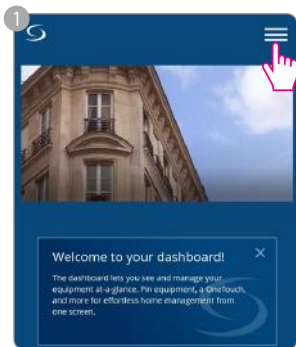 1
Welcome to your dashboard!
The dashboard lets you see and manage your
equipment at-a-glance. Pin equipment, a OneTouch,
and more for effortless home management from
one screen.